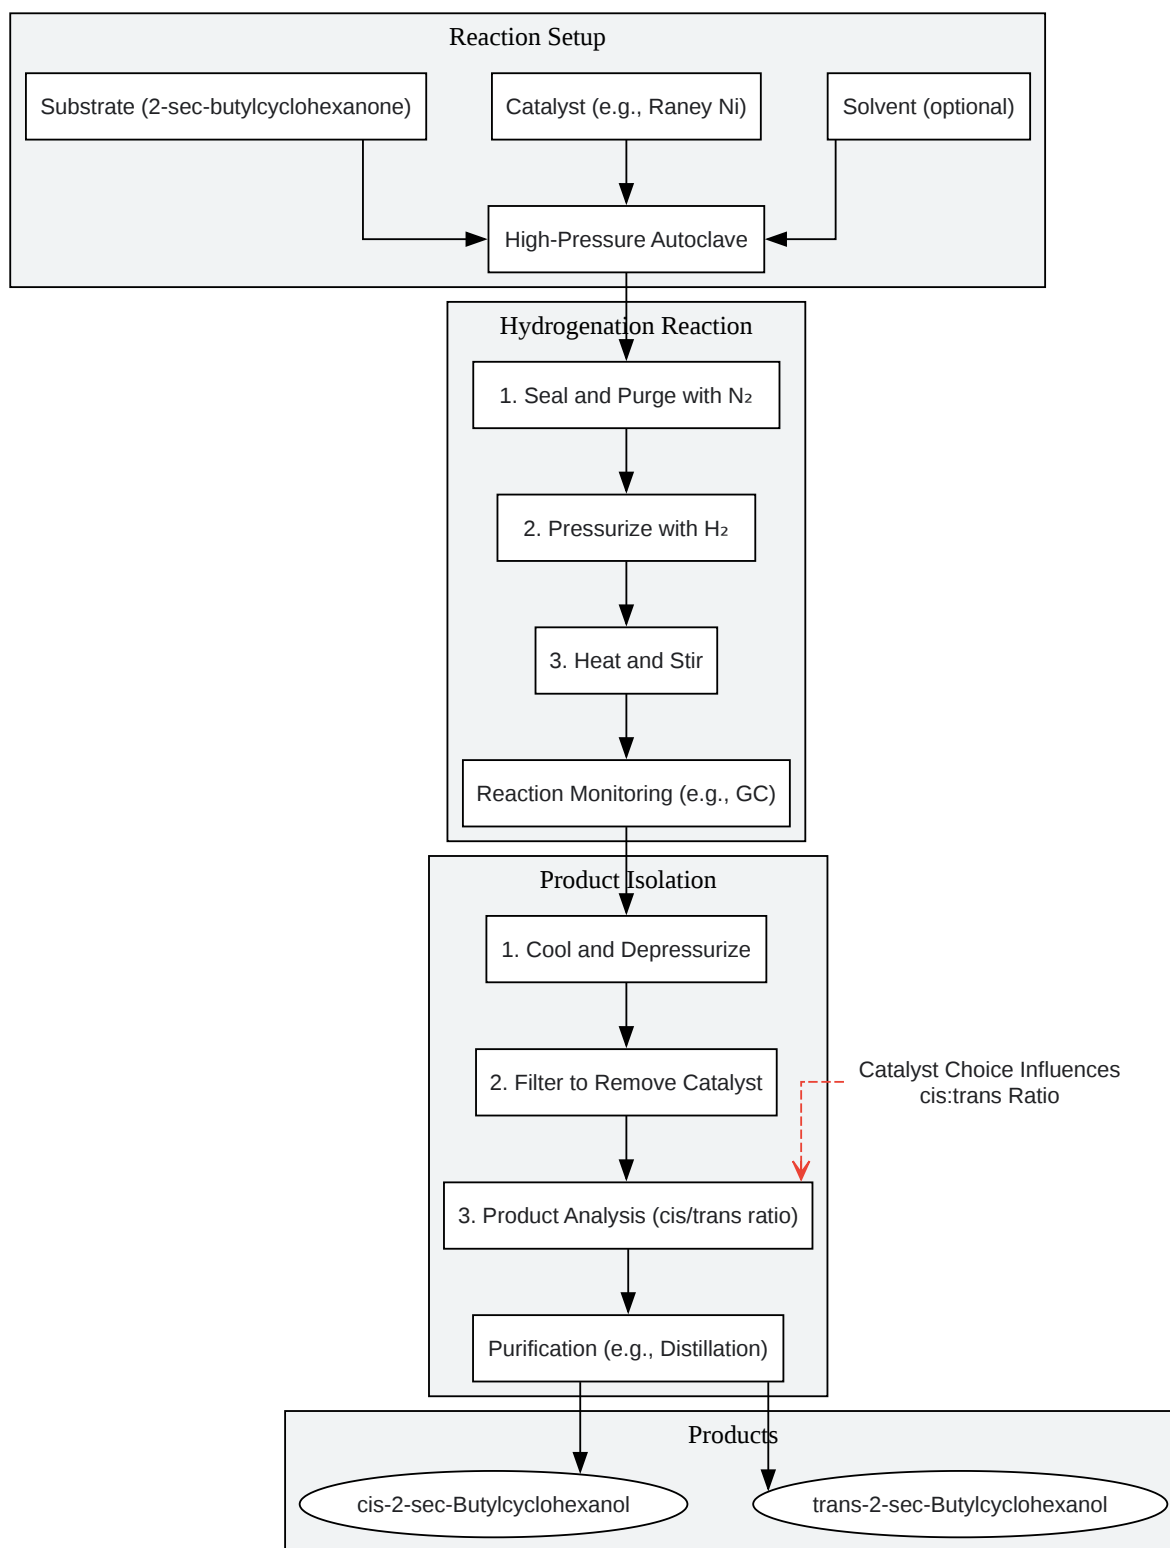 Reaction Setup
Substrate (2-sec-butylcyclohexanone)
Catalyst (e.g., Raney Ni)
Solvent (optional)
High-Pressure Autoclave
Hydrogenation Reaction
1. Seal and Purge with N₂
2. Pressurize with H₂
3. Heat and Stir
Reaction Monitoring (e.g., GC)
Product Isolation
1. Cool and Depressurize
2. Filter to Remove Catalyst
Catalyst Choice Influences
cis:trans Ratio
3. Product Analysis (cis/trans ratio)
Purification (e.g., Distillation)
Products
cis-2-sec-Butylcyclohexanol
trans-2-sec-Butylcyclohexanol